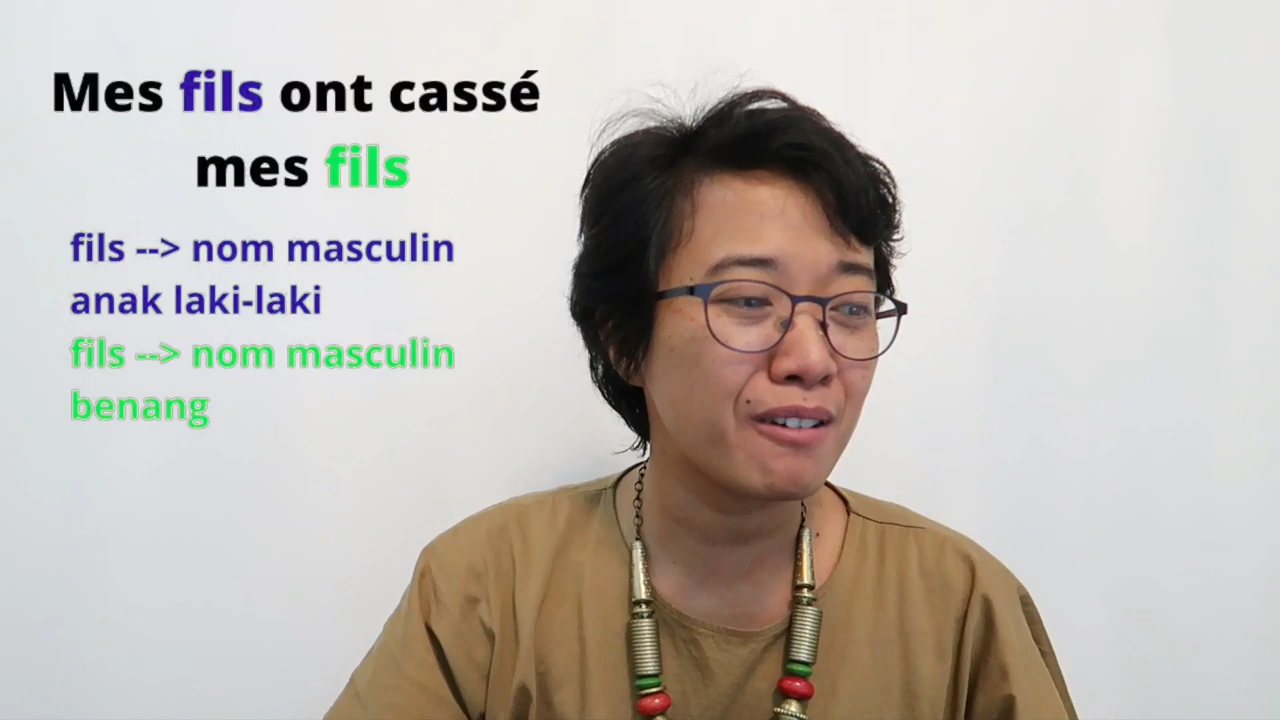 Mes fils ont cassé
mes fils
fils --> nom masculin
anak laki-laki
fils --> nom masculin
benang